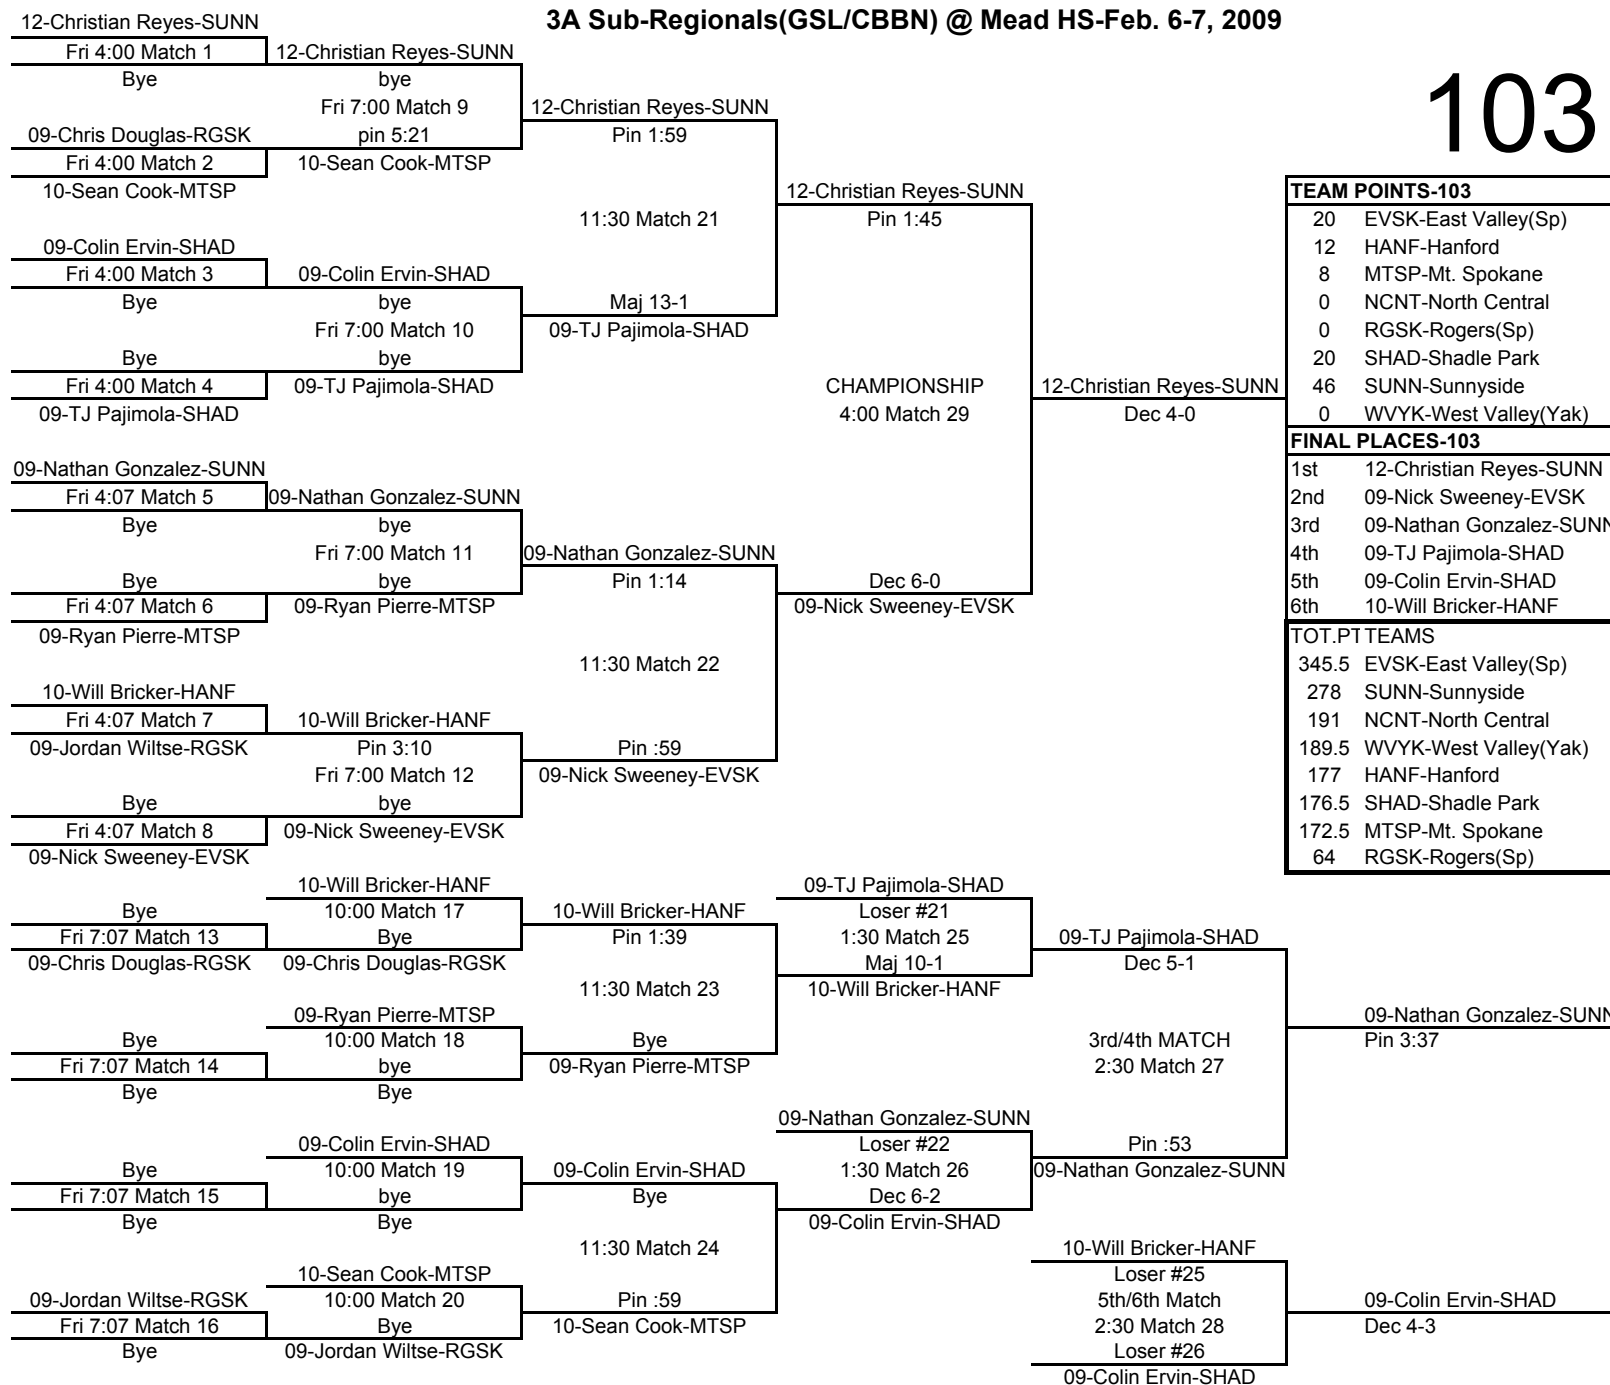 3A Sub-Regionals(GSL/CBBN) @ Mead HS-Feb. 6-7, 2009
103
12-Christian Reyes-SUNN
Fri 4:00 Match 1
Bye
09-Chris Douglas-RGSK
Fri 4:00 Match 2
10-Sean Cook-MTSP
09-Colin Ervin-SHAD
Fri 4:00 Match 3
Bye
Bye
Fri 4:00 Match 4
09-TJ Pajimola-SHAD
09-Nathan Gonzalez-SUNN
Fri 4:07 Match 5
Bye
Bye
Fri 4:07 Match 6
09-Ryan Pierre-MTSP
10-Will Bricker-HANF
Fri 4:07 Match 7
09-Jordan Wiltse-RGSK
Bye
Fri 4:07 Match 8
09-Nick Sweeney-EVSK
12-Christian Reyes-SUNN
bye
Fri 7:00 Match 9
pin 5:21
10-Sean Cook-MTSP
09-Colin Ervin-SHAD
bye
Fri 7:00 Match 10
bye
09-TJ Pajimola-SHAD
09-Nathan Gonzalez-SUNN
bye
Fri 7:00 Match 11
bye
09-Ryan Pierre-MTSP
10-Will Bricker-HANF
Pin 3:10
Fri 7:00 Match 12
bye
09-Nick Sweeney-EVSK
12-Christian Reyes-SUNN
Pin 1:59
11:30 Match 21
Maj 13-1
09-TJ Pajimola-SHAD
09-Nathan Gonzalez-SUNN
Pin 1:14
11:30 Match 22
Pin :59
09-Nick Sweeney-EVSK
12-Christian Reyes-SUNN
Pin 1:45
CHAMPIONSHIP
4:00 Match 29
Dec 6-0
09-Nick Sweeney-EVSK
12-Christian Reyes-SUNN
Dec 4-0
TEAM POINTS-103
20 EVSK-East Valley(Sp)
12 HANF-Hanford
8 MTSP-Mt. Spokane
0 NCNT-North Central
0 RGSK-Rogers(Sp)
20 SHAD-Shadle Park
46 SUNN-Sunnyside
0 WVYK-West Valley(Yak)
FINAL PLACES-103
1st 12-Christian Reyes-SUNN
2nd 09-Nick Sweeney-EVSK
3rd 09-Nathan Gonzalez-SUNN
4th 09-TJ Pajimola-SHAD
5th 09-Colin Ervin-SHAD
6th 10-Will Bricker-HANF
TOT.PT TEAMS
345.5 EVSK-East Valley(Sp)
278 SUNN-Sunnyside
191 NCNT-North Central
189.5 WVYK-West Valley(Yak)
177 HANF-Hanford
176.5 SHAD-Shadle Park
172.5 MTSP-Mt. Spokane
64 RGSK-Rogers(Sp)
Bye
Fri 7:07 Match 13
09-Chris Douglas-RGSK
Bye
Fri 7:07 Match 14
Bye
Bye
Fri 7:07 Match 15
Bye
09-Jordan Wiltse-RGSK
Fri 7:07 Match 16
Bye
10-Will Bricker-HANF
10:00 Match 17
Bye
09-Chris Douglas-RGSK
09-Ryan Pierre-MTSP
10:00 Match 18
bye
Bye
09-Colin Ervin-SHAD
10:00 Match 19
bye
Bye
10-Sean Cook-MTSP
10:00 Match 20
Bye
09-Jordan Wiltse-RGSK
10-Will Bricker-HANF
Pin 1:39
11:30 Match 23
Bye
09-Ryan Pierre-MTSP
09-Colin Ervin-SHAD
Bye
11:30 Match 24
Pin :59
10-Sean Cook-MTSP
09-TJ Pajimola-SHAD
Loser #21
1:30 Match 25
Maj 10-1
10-Will Bricker-HANF
09-Nathan Gonzalez-SUNN
Loser #22
1:30 Match 26
Dec 6-2
09-Colin Ervin-SHAD
09-TJ Pajimola-SHAD
Dec 5-1
3rd/4th MATCH
2:30 Match 27
Pin :53
09-Nathan Gonzalez-SUNN
10-Will Bricker-HANF
Loser #25
5th/6th Match
2:30 Match 28
Loser #26
09-Colin Ervin-SHAD
09-Nathan Gonzalez-SUNN
Pin 3:37
09-Colin Ervin-SHAD
Dec 4-3